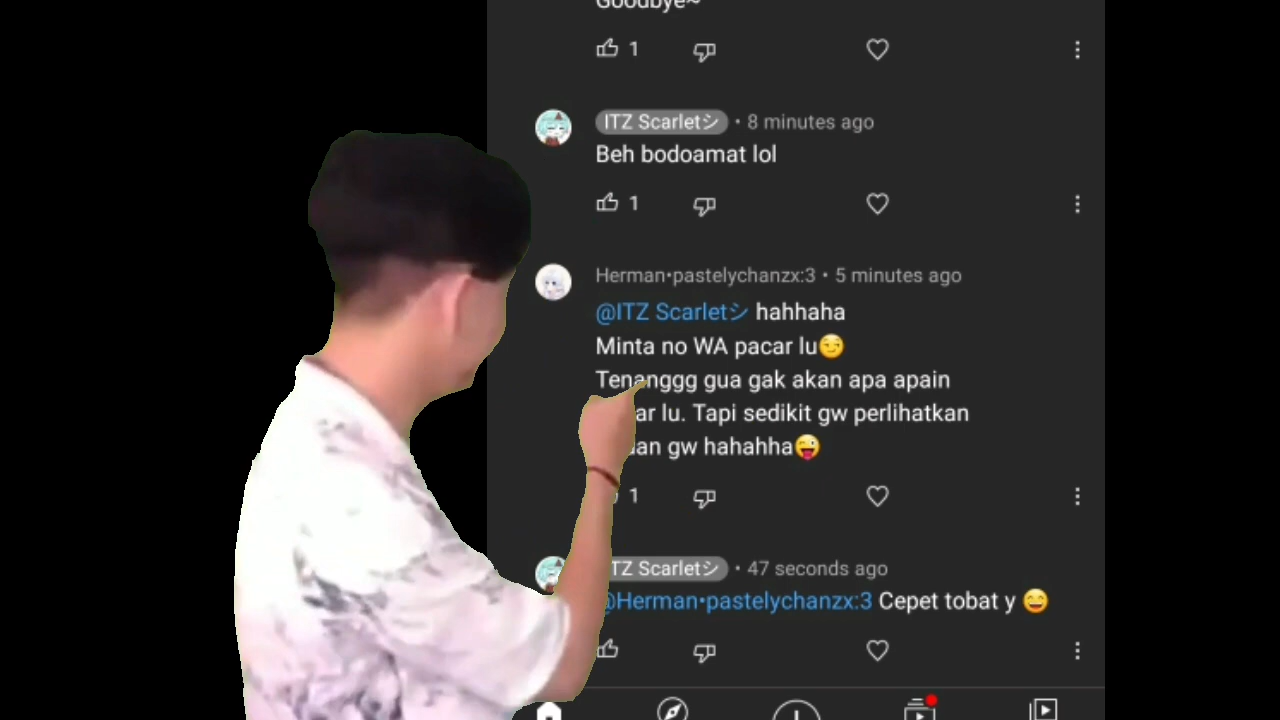 Goodbye~
1
ITZ Scarletシ • 8 minutes ago
Beh bodoamat lol
1
Herman•pastelychanzx:3 • 5 minutes ago
@ITZ Scarletシ hahhaha
Minta no WA pacar lu😏
Tenanggg gua gak akan apa apain
lu. Tapi sedikit gw perlihatkan
gw hahahha😜
1
ITZ Scarletシ • 47 seconds ago
@Herman•pastelychanzx:3 Cepet tobat y 😄